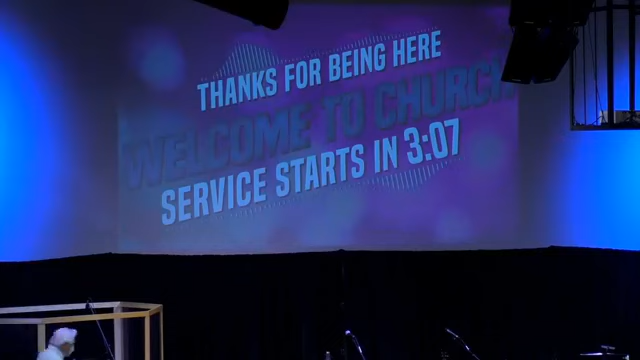 THANKS FOR BEING HERE
WELCOME TO CHURCH
SERVICE STARTS IN 3:07